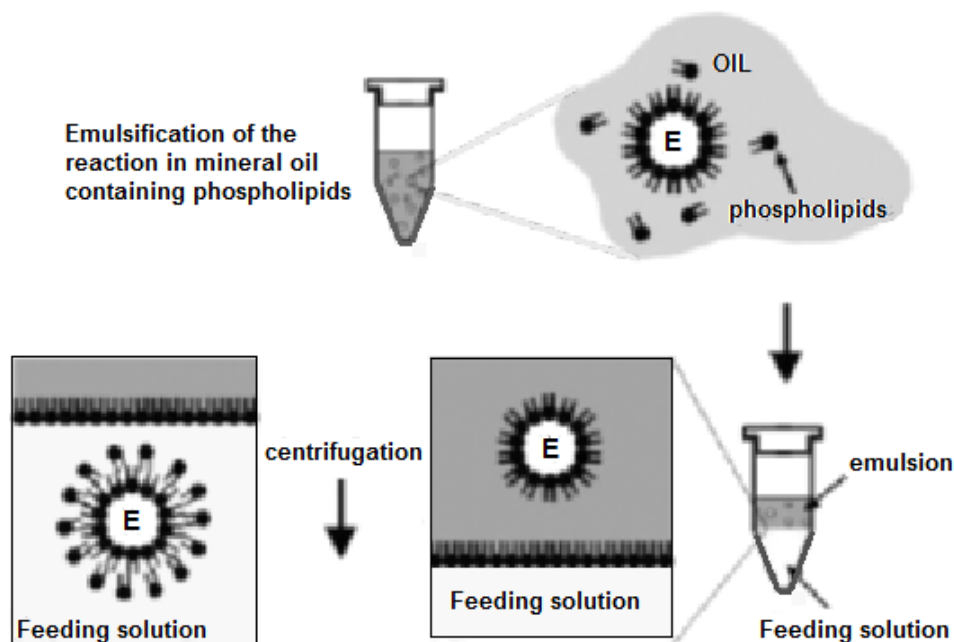 OIL
Emulsification of the
reaction in mineral oil
containing phospholipids
E
phospholipids
centrifugation
E
emulsion
E
Feeding solution
Feeding solution
Feeding solution